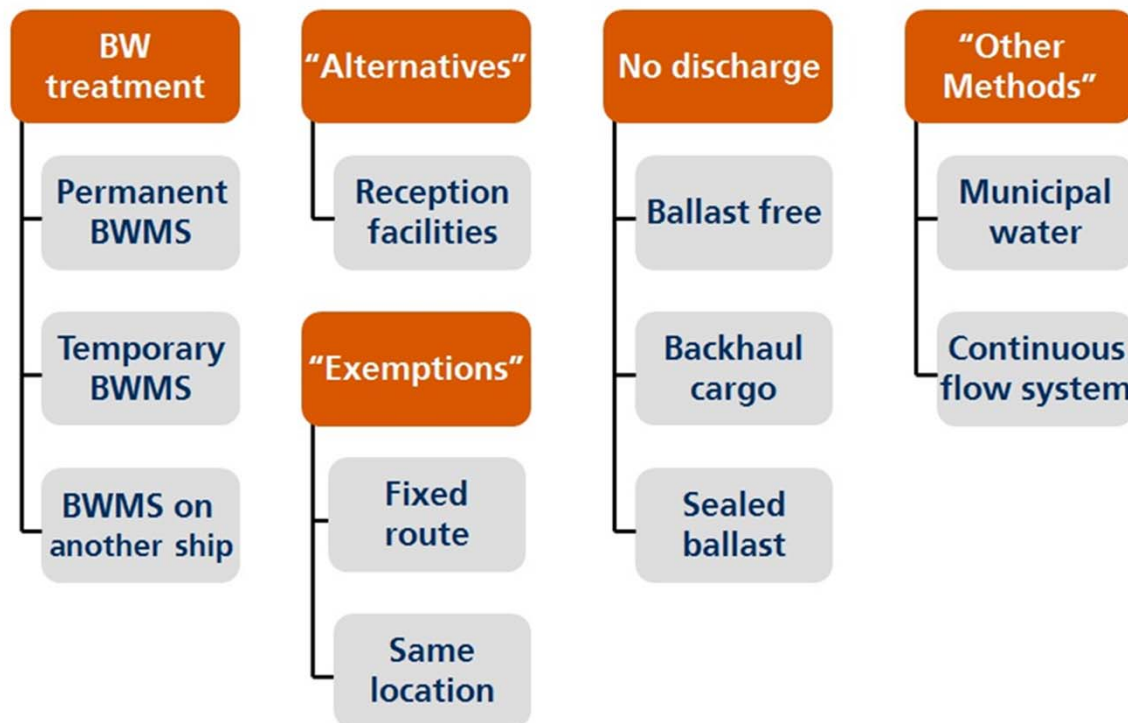 BW
treatment
Permanent
BWMS
Temporary
BWMS
BWMS on
another ship
“Alternatives”
Reception
facilities
“Exemptions”
Fixed
route
Same
location
No discharge
Ballast free
Backhaul
cargo
Sealed
ballast
“Other
Methods”
Municipal
water
Continuous
flow system